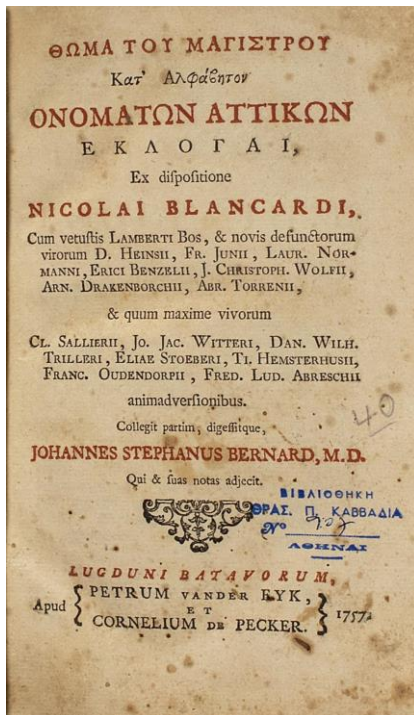 ΘΩΜΑ ΤΟΥ ΜΑΓΙΣΤΡΟΥ
Κατ' Αλφάβητον
ΟΝΟΜΑΤΩΝ ΑΤΤΙΚΩΝ
ΕΚΛΟΓΑΙ,
Ex diſpoſitione
NICOLAI BLANCARDI,
Cum vetuſtis LAMBERTI BOS, & novis defunctorum
virorum D. HEINSII, FR. JUNII, LAUR. NOR-
MANNI, ERICI BENZELII, J. CHRISTOPH. WOLFII,
ARN. DRAKENBORCHII, ABR. TORRENII,
& quum maxime vivorum
CL. SALLIERII, JO. JAC. WITTERI, DAN. WILH.
TRILLERI, ELIAE STOEBERI, TI. HEMSTERHUSII,
FRANC. OUDENDORPII, FRED. LUD. ABRESCHII
animadverſionibus.
Collegit partim, digeſſitque,
JOHANNES STEPHANUS BERNARD, M.D.
Qui & ſuas notas adjecit.
40
ΒΙΒΛΙΟΘΗΚΗ
ΘΡΑΣ. Π. ΚΑΒΒΑΔΙΑ
Nº
ΑΘΗΝΑΙ
LUGDUNI BATAVORUM,
Apud { PETRUM VANDER EYK, ET CORNELIUM DE PECKER. } 1757.